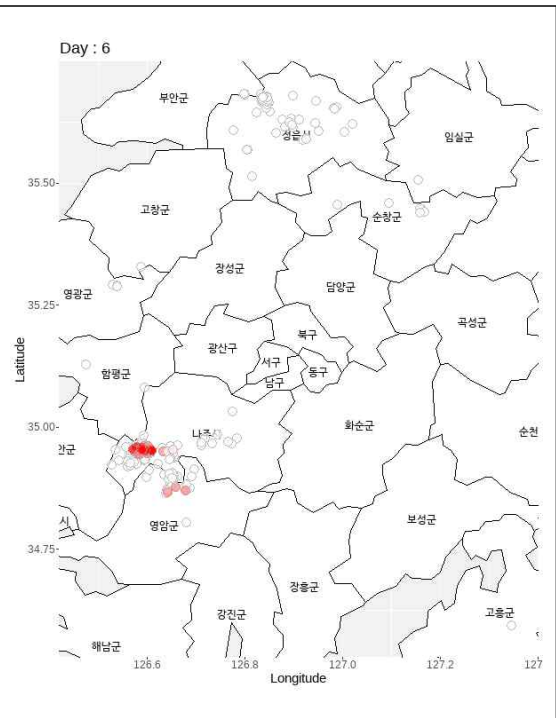 Day : 6
부안군
정읍시
임실군
35.50
고창군
순창군
장성군
담양군
영광군
35.25
곡성군
북구
광산구
서구
동구
남구
함평군
Latitude
화순군
35.00
나주시
순천
안군
보성군
시
영암군
34.75
장흥군
강진군
고흥군
해남군
126.6
126.8
127.0
127.2
127
Longitude